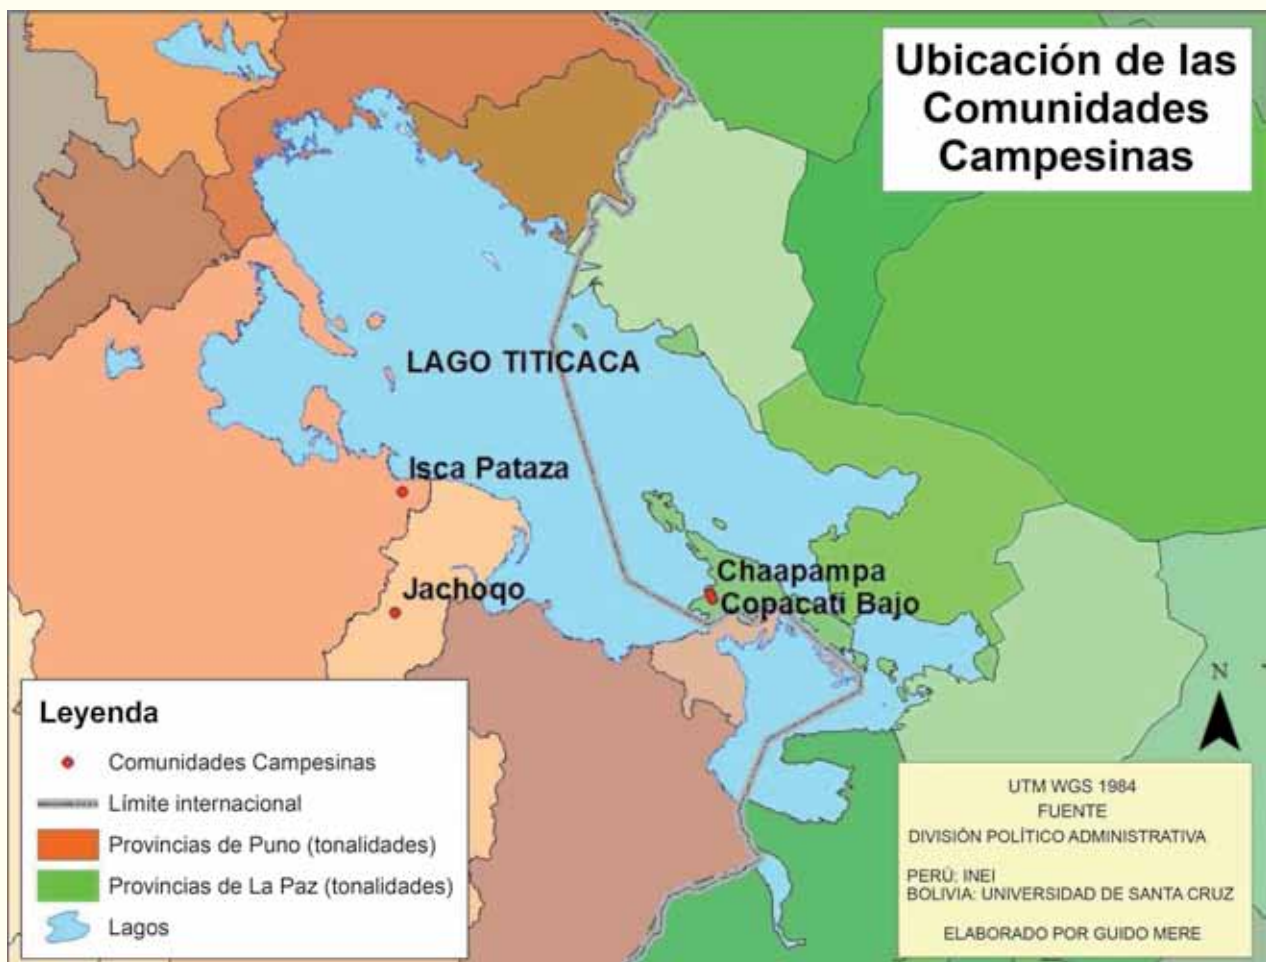 Ubicación de las
Comunidades
Campesinas
LAGO TITICACA
Isca Pataza
Jachoqo
Chaapampa
Copacati Bajo
Leyenda
Comunidades Campesinas
Límite internacional
Provincias de Puno (tonalidades)
Provincias de La Paz (tonalidades)
Lagos
N
UTM WGS 1984
FUENTE
DIVISIÓN POLÍTICO ADMINISTRATIVA
PERÚ: INEI
BOLIVIA: UNIVERSIDAD DE SANTA CRUZ
ELABORADO POR GUIDO MERE